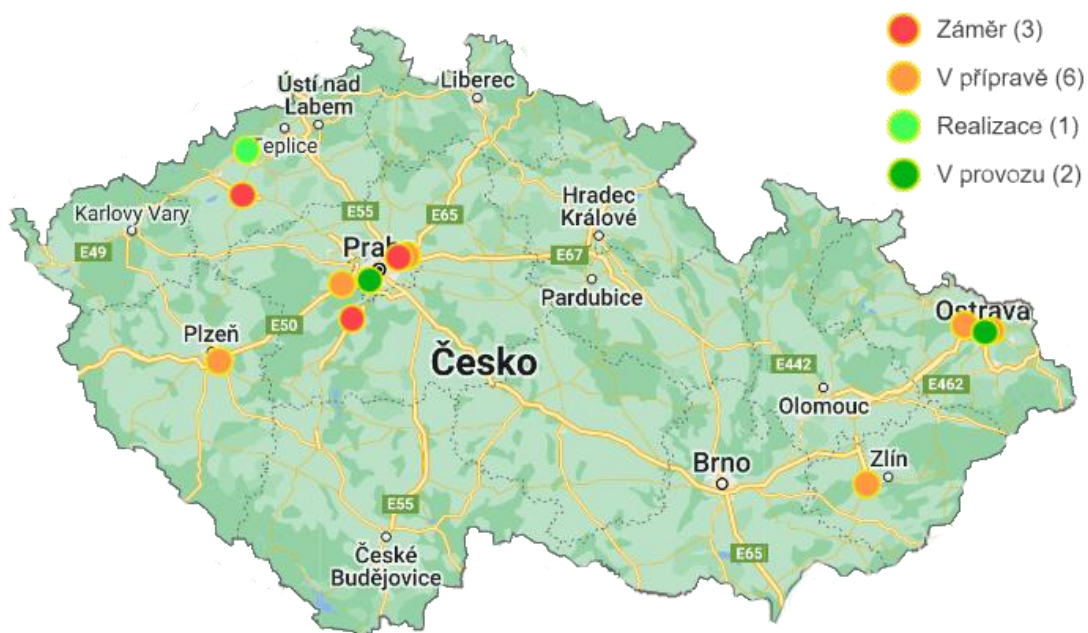 Záměr (3)
V přípravě (6)
Realizace (1)
V provozu (2)
Liberec
Ústí nad
Labem
Teplice
Karlovy Vary
E55
E65
Hradec
Králové
E49
Prah
E67
Pardubice
E50
Plzeň
Ostrava
Česko
E442
E462
Olomouc
Brno
Zlín
E55
České
Budějovice
E65